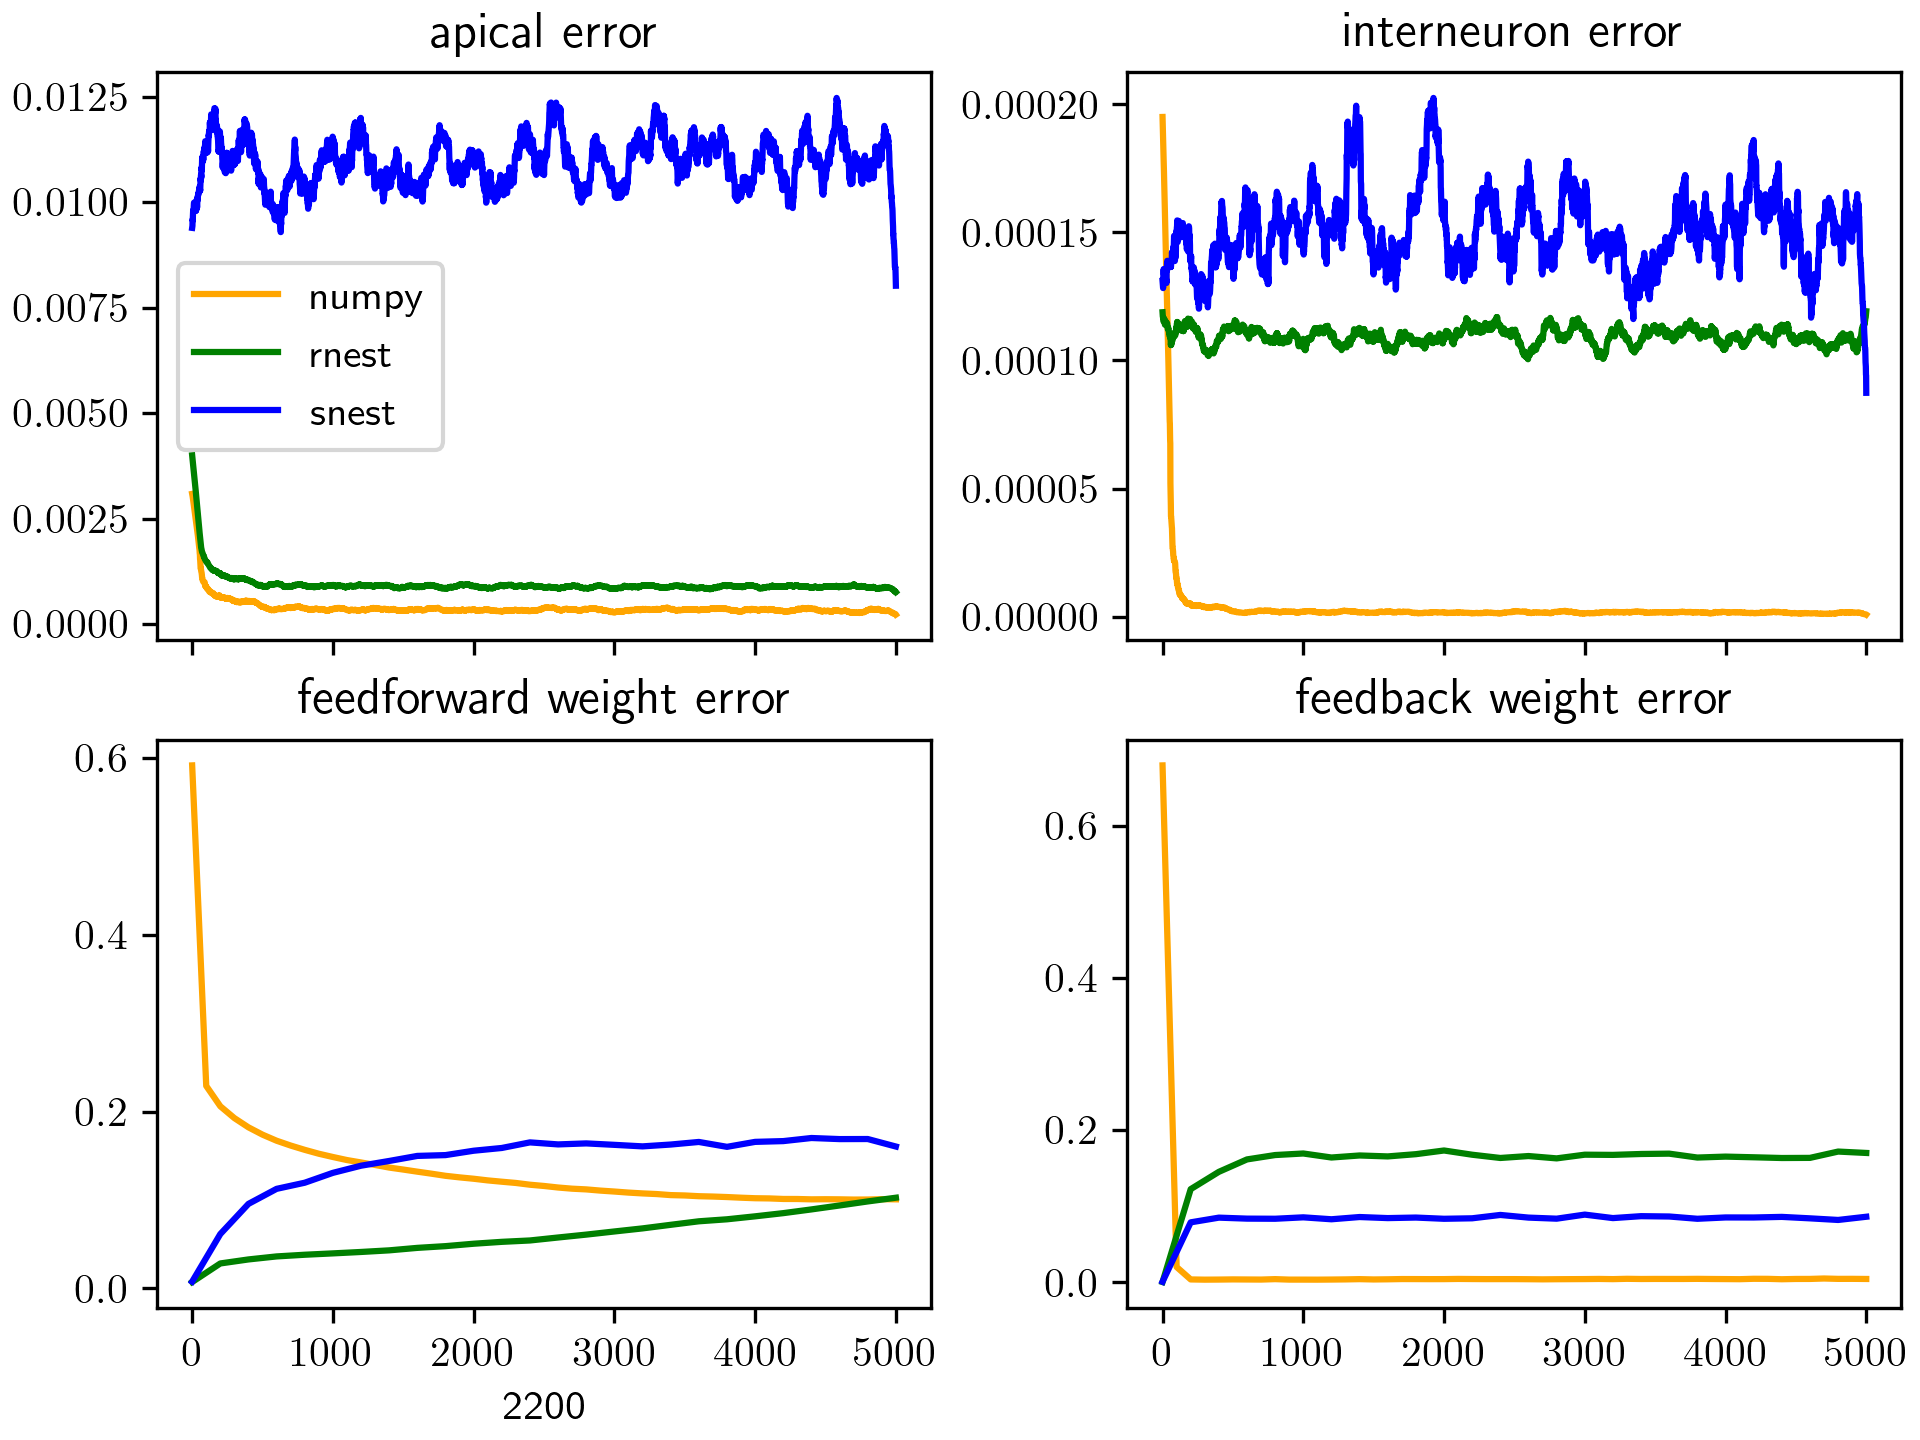 apical error
0.0125
0.0100
0.0075
0.0050
0.0025
0.0000
numpy
rnest
snest
interneuron error
0.00020
0.00015
0.00010
0.00005
0.00000
feedforward weight error
0.6
0.4
0.2
0.0
0 1000 2000 3000 4000 5000
2200
feedback weight error
0.6
0.4
0.2
0.0
0 1000 2000 3000 4000 5000